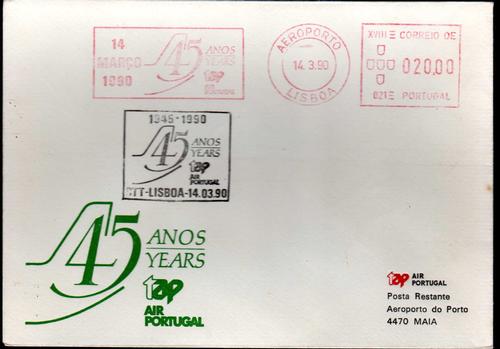 14
MARÇO
1990
45 ANOS
YEARS
tap
AIR
PORTUGAL
AEROPORTO
14.3.90
LISBOA
XVIII CORREIO DE
020,00
021 PORTUGAL
1945-1990
45 ANOS
YEARS
tap
AIR
PORTUGAL
CTT-LISBOA-14.03.90
45 ANOS
YEARS
tap
AIR
PORTUGAL
tap AIR
PORTUGAL
Posta Restante
Aeroporto do Porto
4470 MAIA